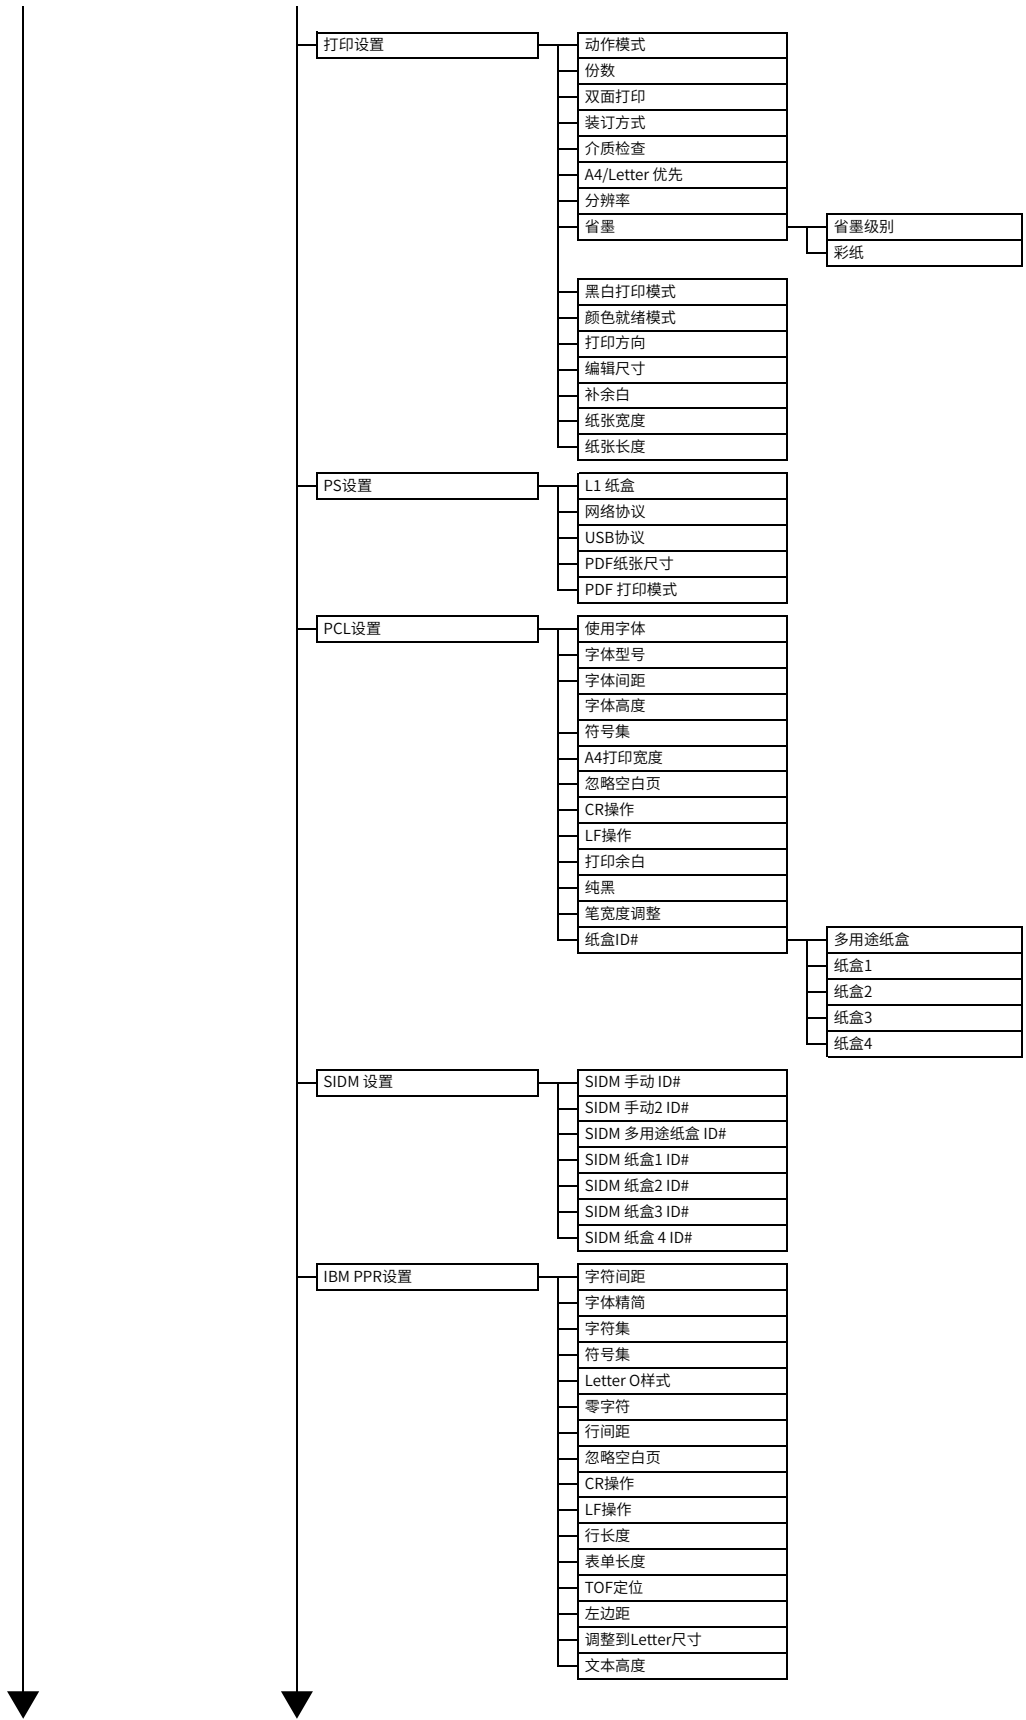 打印设置
动作模式
份数
双面打印
装订方式
介质检查
A4/Letter 优先
分辨率
省墨
省墨级别
彩纸
黑白打印模式
颜色就绪模式
打印方向
编辑尺寸
补余白
纸张宽度
纸张长度
PS设置
L1 纸盒
网络协议
USB协议
PDF纸张尺寸
PDF 打印模式
PCL设置
使用字体
字体型号
字体间距
字体高度
符号集
A4打印宽度
忽略空白页
CR操作
LF操作
打印余白
纯黑
笔宽度调整
纸盒ID#
多用途纸盒
纸盒1
纸盒2
纸盒3
纸盒4
SIDM 设置
SIDM 手动 ID#
SIDM 手动2 ID#
SIDM 多用途纸盒 ID#
SIDM 纸盒1 ID#
SIDM 纸盒2 ID#
SIDM 纸盒3 ID#
SIDM 纸盒 4 ID#
IBM PPR设置
字符间距
字体精简
字符集
符号集
Letter O样式
零字符
行间距
忽略空白页
CR操作
LF操作
行长度
表单长度
TOF定位
左边距
调整到Letter尺寸
文本高度